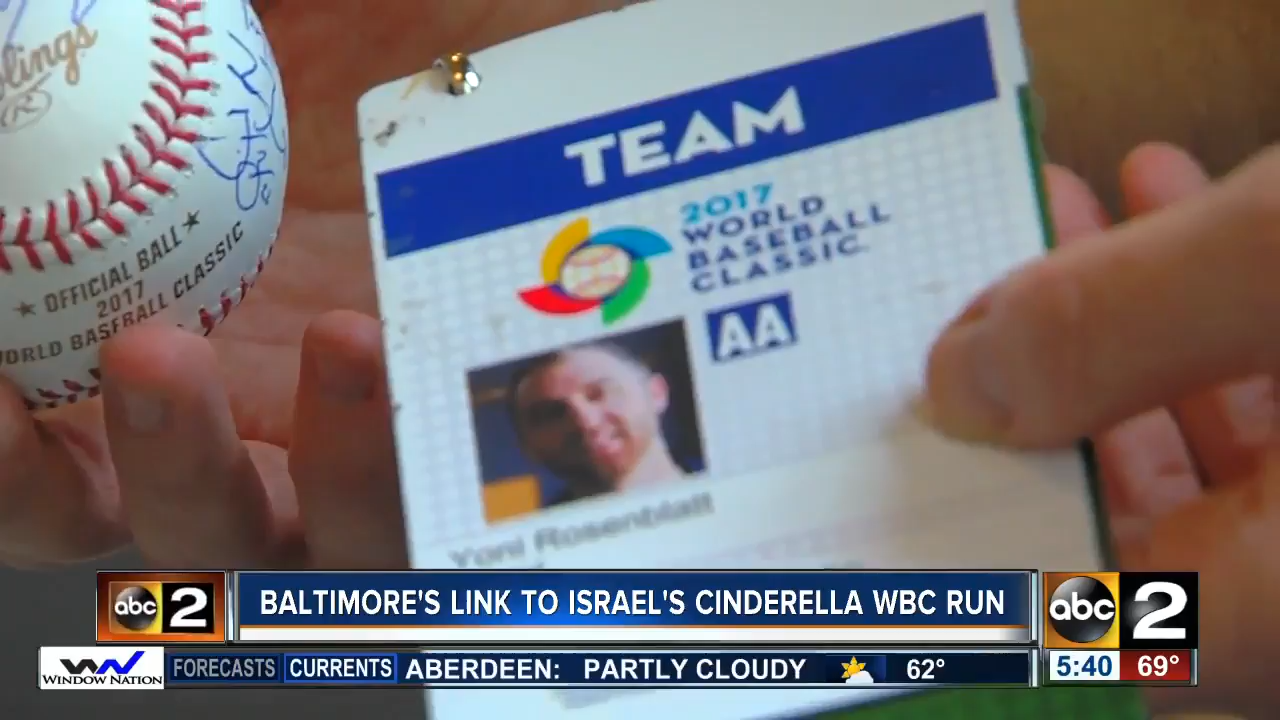 lings
®
★ OFFICIAL BALL ★
2017
WORLD BASEBALL CLASSIC
TEAM
2017
WORLD
BASEBALL
CLASSIC
AA
Yoni Rosenblatt
abc 2
BALTIMORE'S LINK TO ISRAEL'S CINDERELLA WBC RUN
abc 2
WINDOW NATION
FORECASTS CURRENTS ABERDEEN: PARTLY CLOUDY 62°
5:40 69°